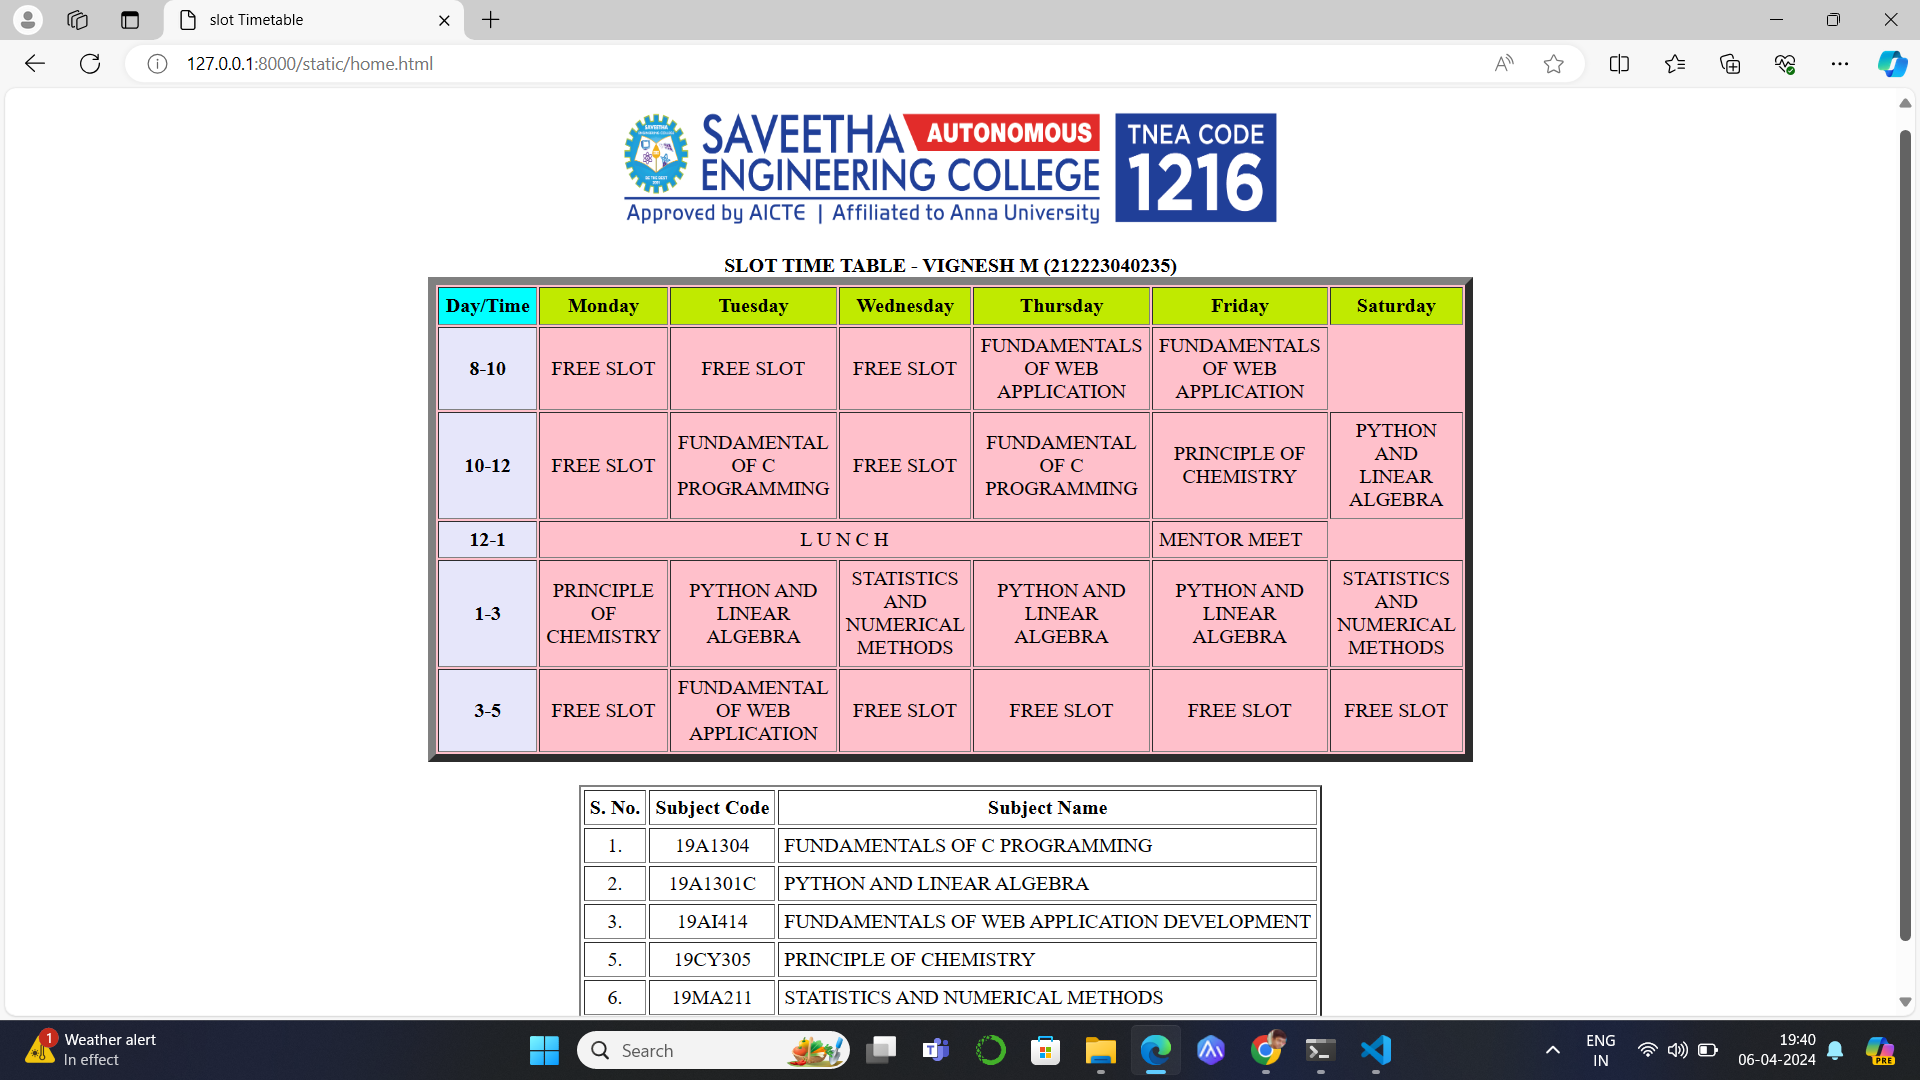 slot Timetable
127.0.0.1:8000/static/home.html
SAVEETHA AUTONOMOUS
ENGINEERING COLLEGE
Approved by AICTE | Affiliated to Anna University
TNEA CODE
1216
SLOT TIME TABLE - VIGNESH M (212223040235)
Day/Time Monday Tuesday Wednesday Thursday Friday Saturday
8-10 FREE SLOT FREE SLOT FREE SLOT FUNDAMENTALS OF WEB APPLICATION FUNDAMENTALS OF WEB APPLICATION
10-12 FREE SLOT FUNDAMENTAL OF C PROGRAMMING FREE SLOT FUNDAMENTAL OF C PROGRAMMING PRINCIPLE OF CHEMISTRY PYTHON AND LINEAR ALGEBRA
12-1 L U N C H MENTOR MEET
1-3 PRINCIPLE OF CHEMISTRY PYTHON AND LINEAR ALGEBRA STATISTICS AND NUMERICAL METHODS PYTHON AND LINEAR ALGEBRA PYTHON AND LINEAR ALGEBRA STATISTICS AND NUMERICAL METHODS
3-5 FREE SLOT FUNDAMENTAL OF WEB APPLICATION FREE SLOT FREE SLOT FREE SLOT FREE SLOT
S. No. Subject Code Subject Name
1. 19A1304 FUNDAMENTALS OF C PROGRAMMING
2. 19A1301C PYTHON AND LINEAR ALGEBRA
3. 19AI414 FUNDAMENTALS OF WEB APPLICATION DEVELOPMENT
5. 19CY305 PRINCIPLE OF CHEMISTRY
6. 19MA211 STATISTICS AND NUMERICAL METHODS
1
Weather alert
In effect
Search
ENG
IN
19:40
06-04-2024
PRE